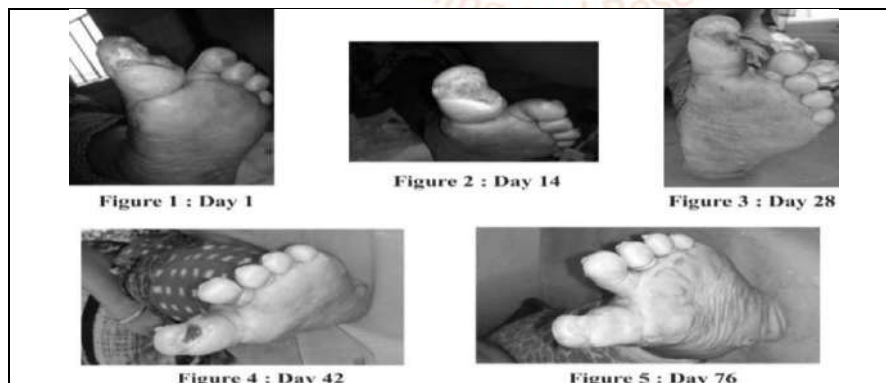 Figure 1 : Day 1
Figure 2 : Day 14
Figure 3 : Day 28
Figure 4 : Day 42
Figure 5 : Day 76